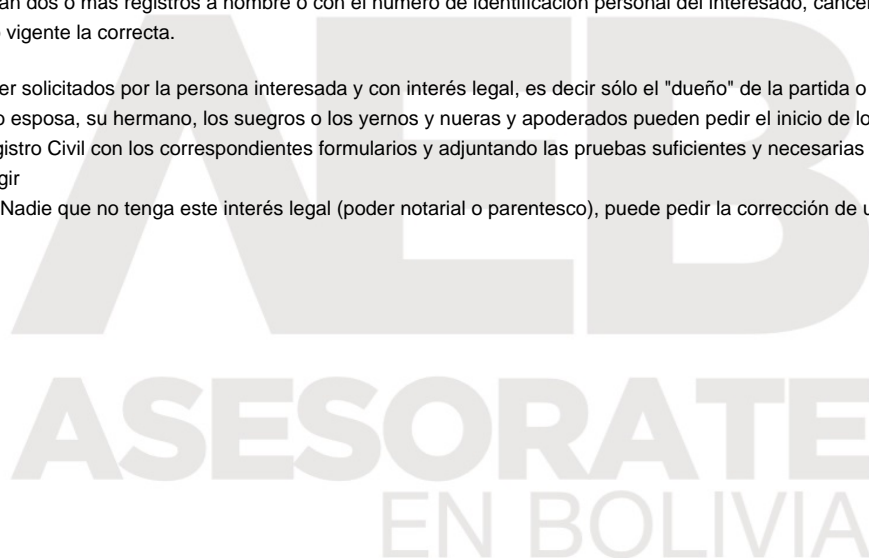 an dos o más registros a nombre o con el número de identificación personal del interesado, cancel
vigente la correcta.
er solicitados por la persona interesada y con interés legal, es decir sólo el "dueño" de la partida o
o esposa, su hermano, los suegros o los yernos y nueras y apoderados pueden pedir el inicio de lo
gistro Civil con los correspondientes formularios y adjuntando las pruebas suficientes y necesarias
gir
Nadie que no tenga este interés legal (poder notarial o parentesco), puede pedir la corrección de u
AEB
ASESORATE
EN BOLIVIA